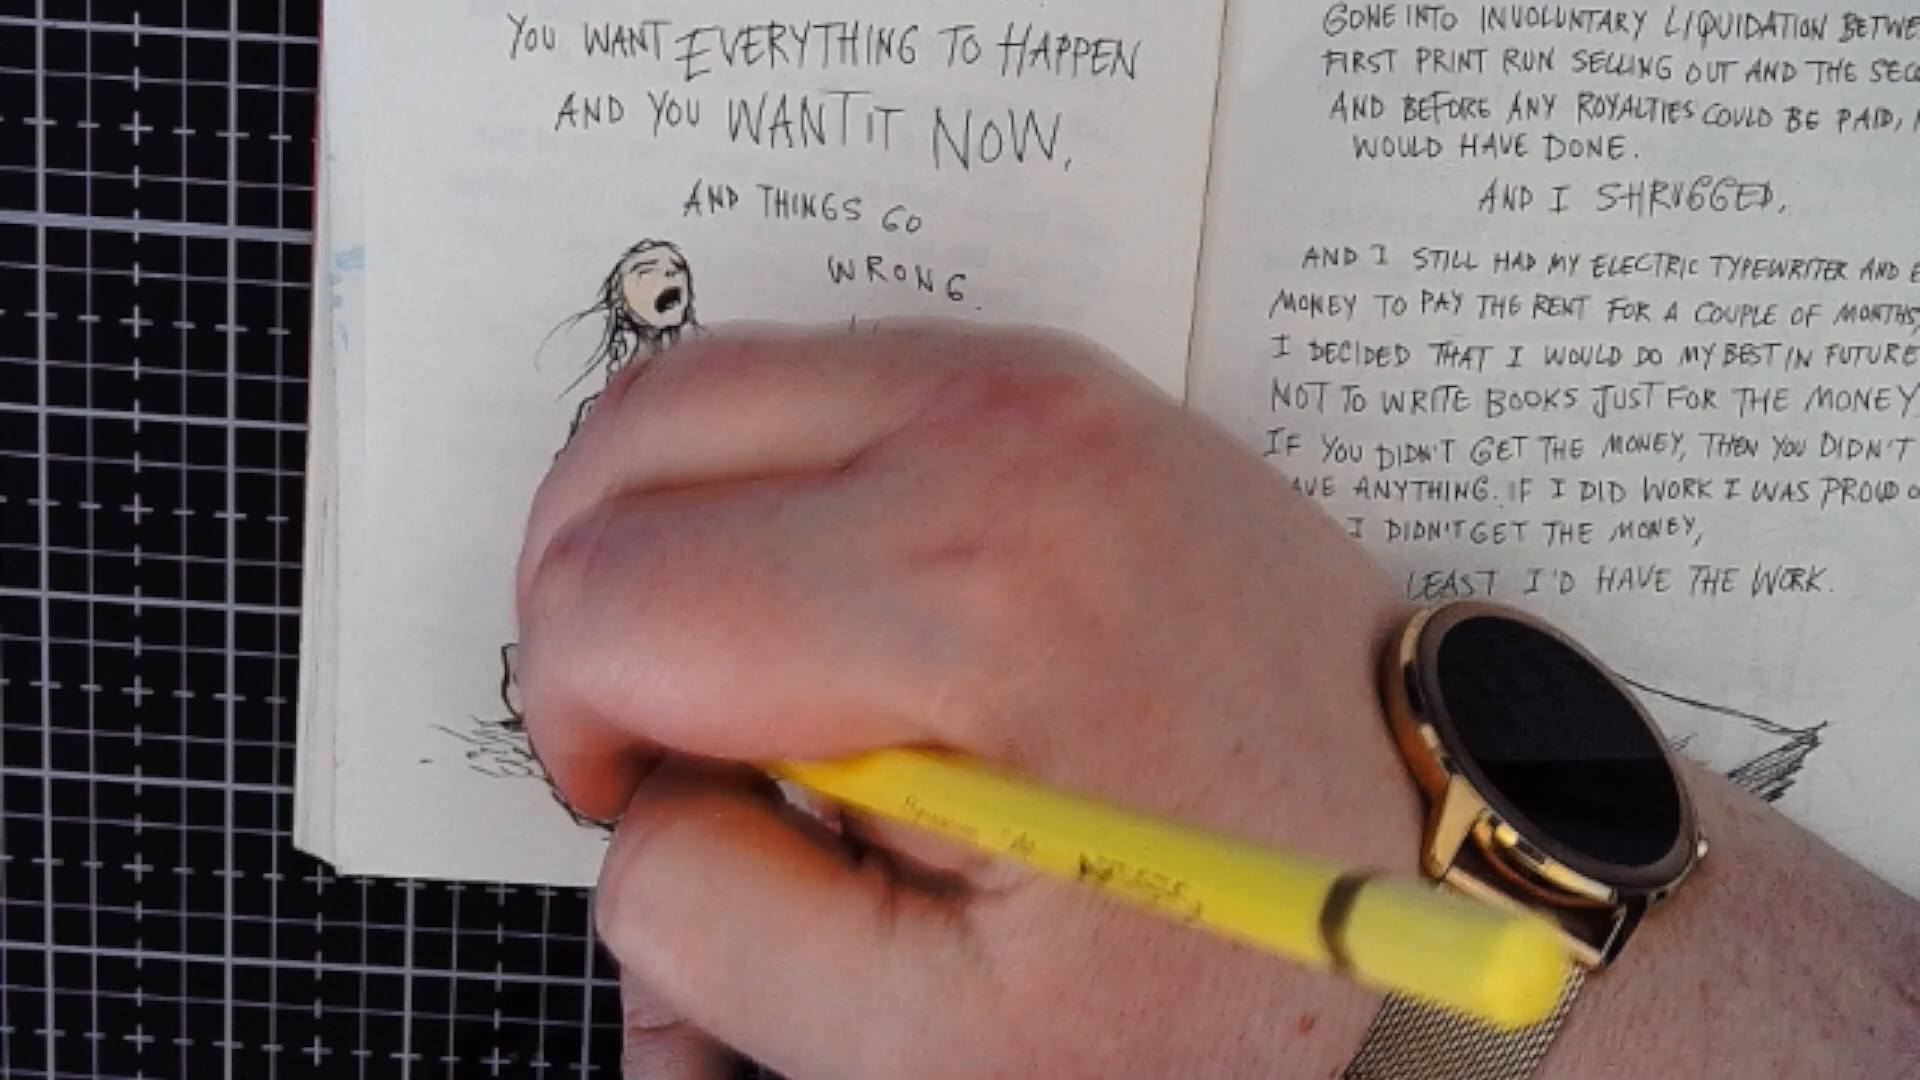 YOU WANT EVERYTHING TO HAPPEN
AND YOU WANT IT NOW,
AND THINGS GO
WRONG.
GONE INTO INVOLUNTARY LIQUIDATION
FIRST PRINT RUN SELLING OUT AND THE
AND BEFORE ANY ROYALTIES COULD BE PAID,
WOULD HAVE DONE.
AND I SHRUGGED,
AND I STILL HAD MY ELECTRIC TYPEWRITER AND
MONEY TO PAY THE RENT FOR A COUPLE OF MONTHS,
I DECIDED THAT I WOULD DO MY BEST IN FUTURE
NOT TO WRITE BOOKS JUST FOR THE MONEY
IF YOU DIDN'T GET THE MONEY, THEN YOU DIDN'T
ANYTHING. IF I DID WORK I WAS PROUD
I DIDN'T GET THE MONEY,
LEAST I'D HAVE THE WORK.